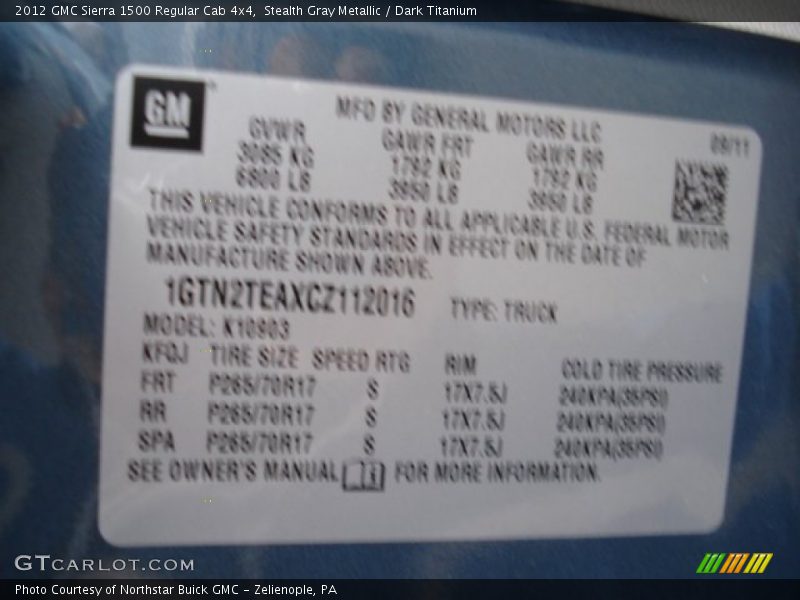 2012 GMC Sierra 1500 Regular Cab 4x4, Stealth Gray Metallic / Dark Titanium
GM
MFD BY GENERAL MOTORS LLC
GVWR GAWR FRT GAWR RR 09/11
3085 KG 1792 KG 1792 KG
6800 LB 3950 LB 3950 LB
THIS VEHICLE CONFORMS TO ALL APPLICABLE U.S. FEDERAL MOTOR
VEHICLE SAFETY STANDARDS IN EFFECT ON THE DATE OF
MANUFACTURE SHOWN ABOVE.
1GTN2TEAXCZ112016 TYPE: TRUCK
MODEL: K10903
KFQJ TIRE SIZE SPEED RTG RIM COLD TIRE PRESSURE
FRT P265/70R17 S 17X7.5J 240KPA(35PSI)
RR P265/70R17 S 17X7.5J 240KPA(35PSI)
SPA P265/70R17 S 17X7.5J 240KPA(35PSI)
SEE OWNER'S MANUAL FOR MORE INFORMATION.
GTCARLOT.COM
Photo Courtesy of Northstar Buick GMC - Zelienople, PA